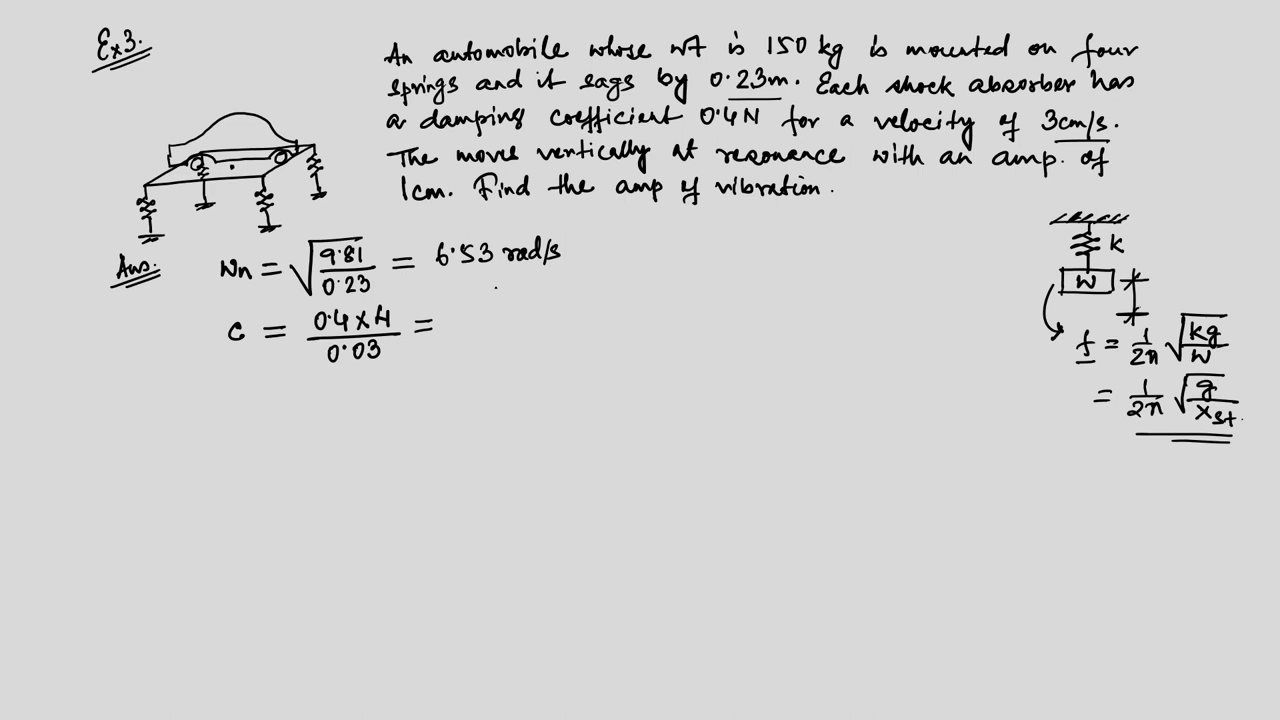 Ex3.
An automobile whose wt is 150 kg is mounted on four
springs and it sags by 0.23m. Each shock absorber has
a damping coefficient 0.4N for a velocity of 3cm/s.
The moves vertically at resonance with an amp. of
1cm. Find the amp of vibration.
Ans. Wn = √(9.81/0.23) = 6.53 rad/s
c = (0.4 × 4)/0.03 =
K
W
f = 1/2π √(kg/W)
= 1/2π √(g/Xst.)